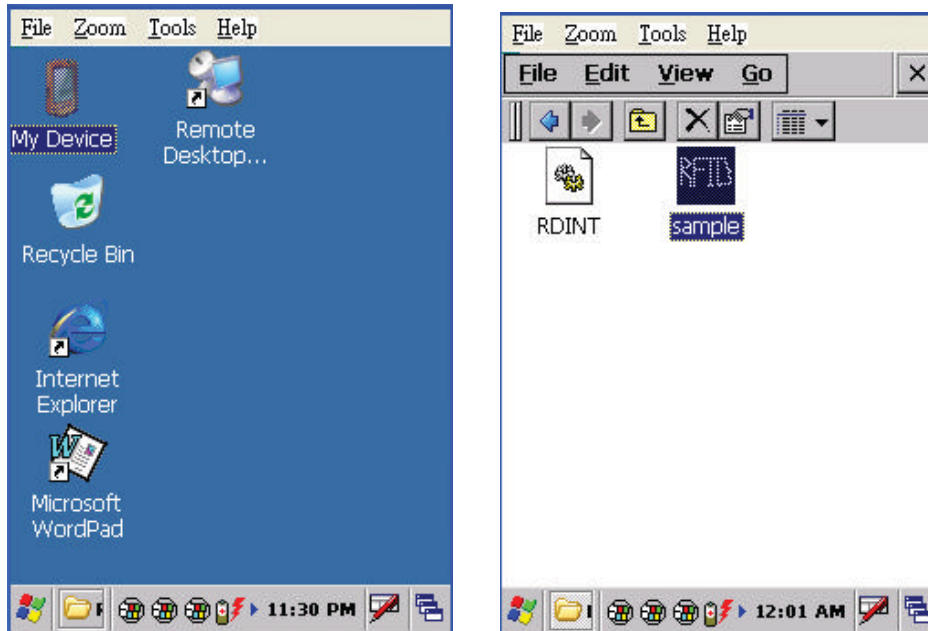 File Zoom Tools Help
My Device
Remote
Desktop...
Recycle Bin
Internet
Explorer
Microsoft
WordPad
11:30 PM
File Zoom Tools Help
File Edit View Go
RFID
RDINT
sample
12:01 AM